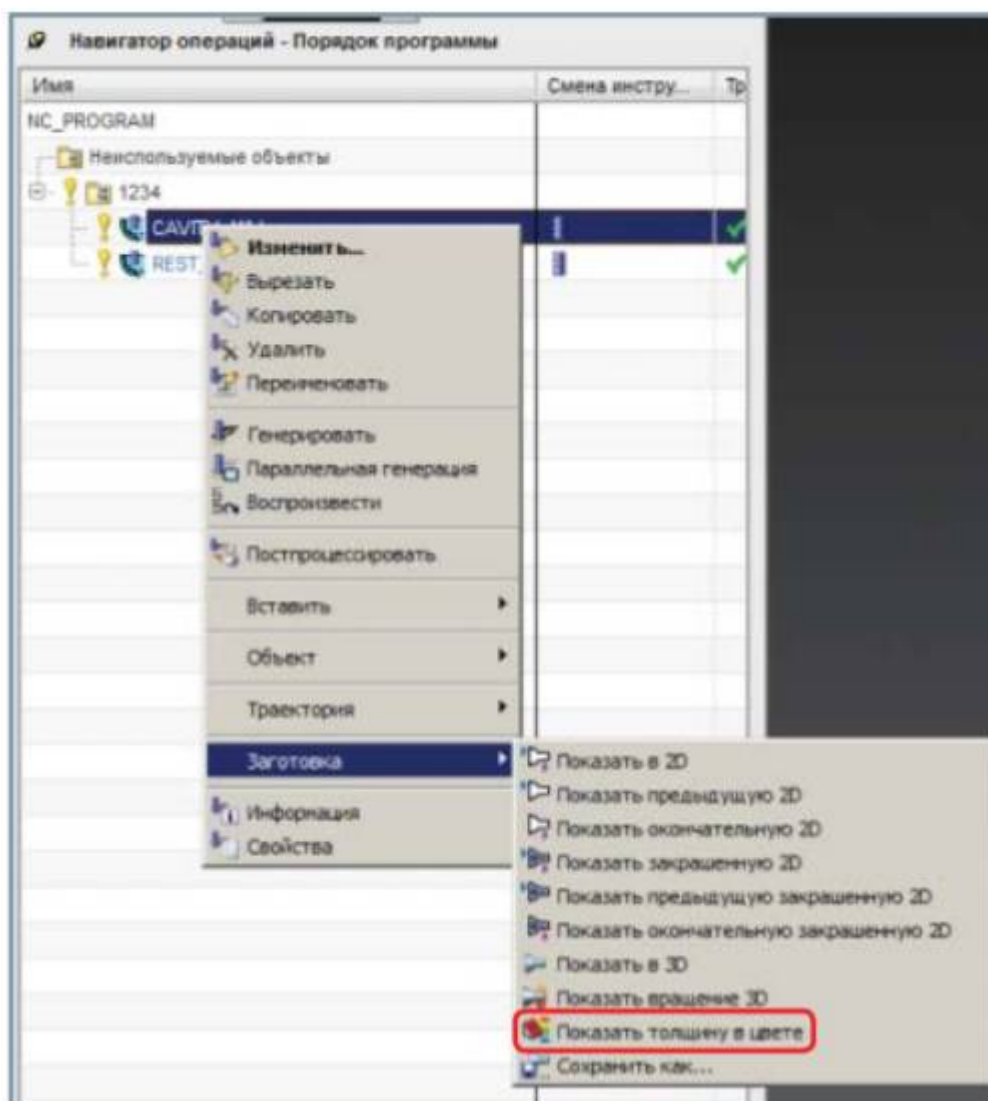 Навигатор операций - Порядок программы
Имя Смена инстру... Тр
NC_PROGRAM
Неиспользуемые объекты
1234
CAVIT
REST_
Изменить...
Вырезать
Копировать
Удалить
Переименовать
Генерировать
Параллельная генерация
Воспроизвести
Постпроцессировать
Вставить
Объект
Траектория
Заготовка
Информация
Свойства
Показать в 2D
Показать предыдущую 2D
Показать окончательную 2D
Показать закрашенную 2D
Показать предыдущую закрашенную 2D
Показать окончательную закрашенную 2D
Показать в 3D
Показать вращение 3D
Показать толщину в цвете
Сохранить как...